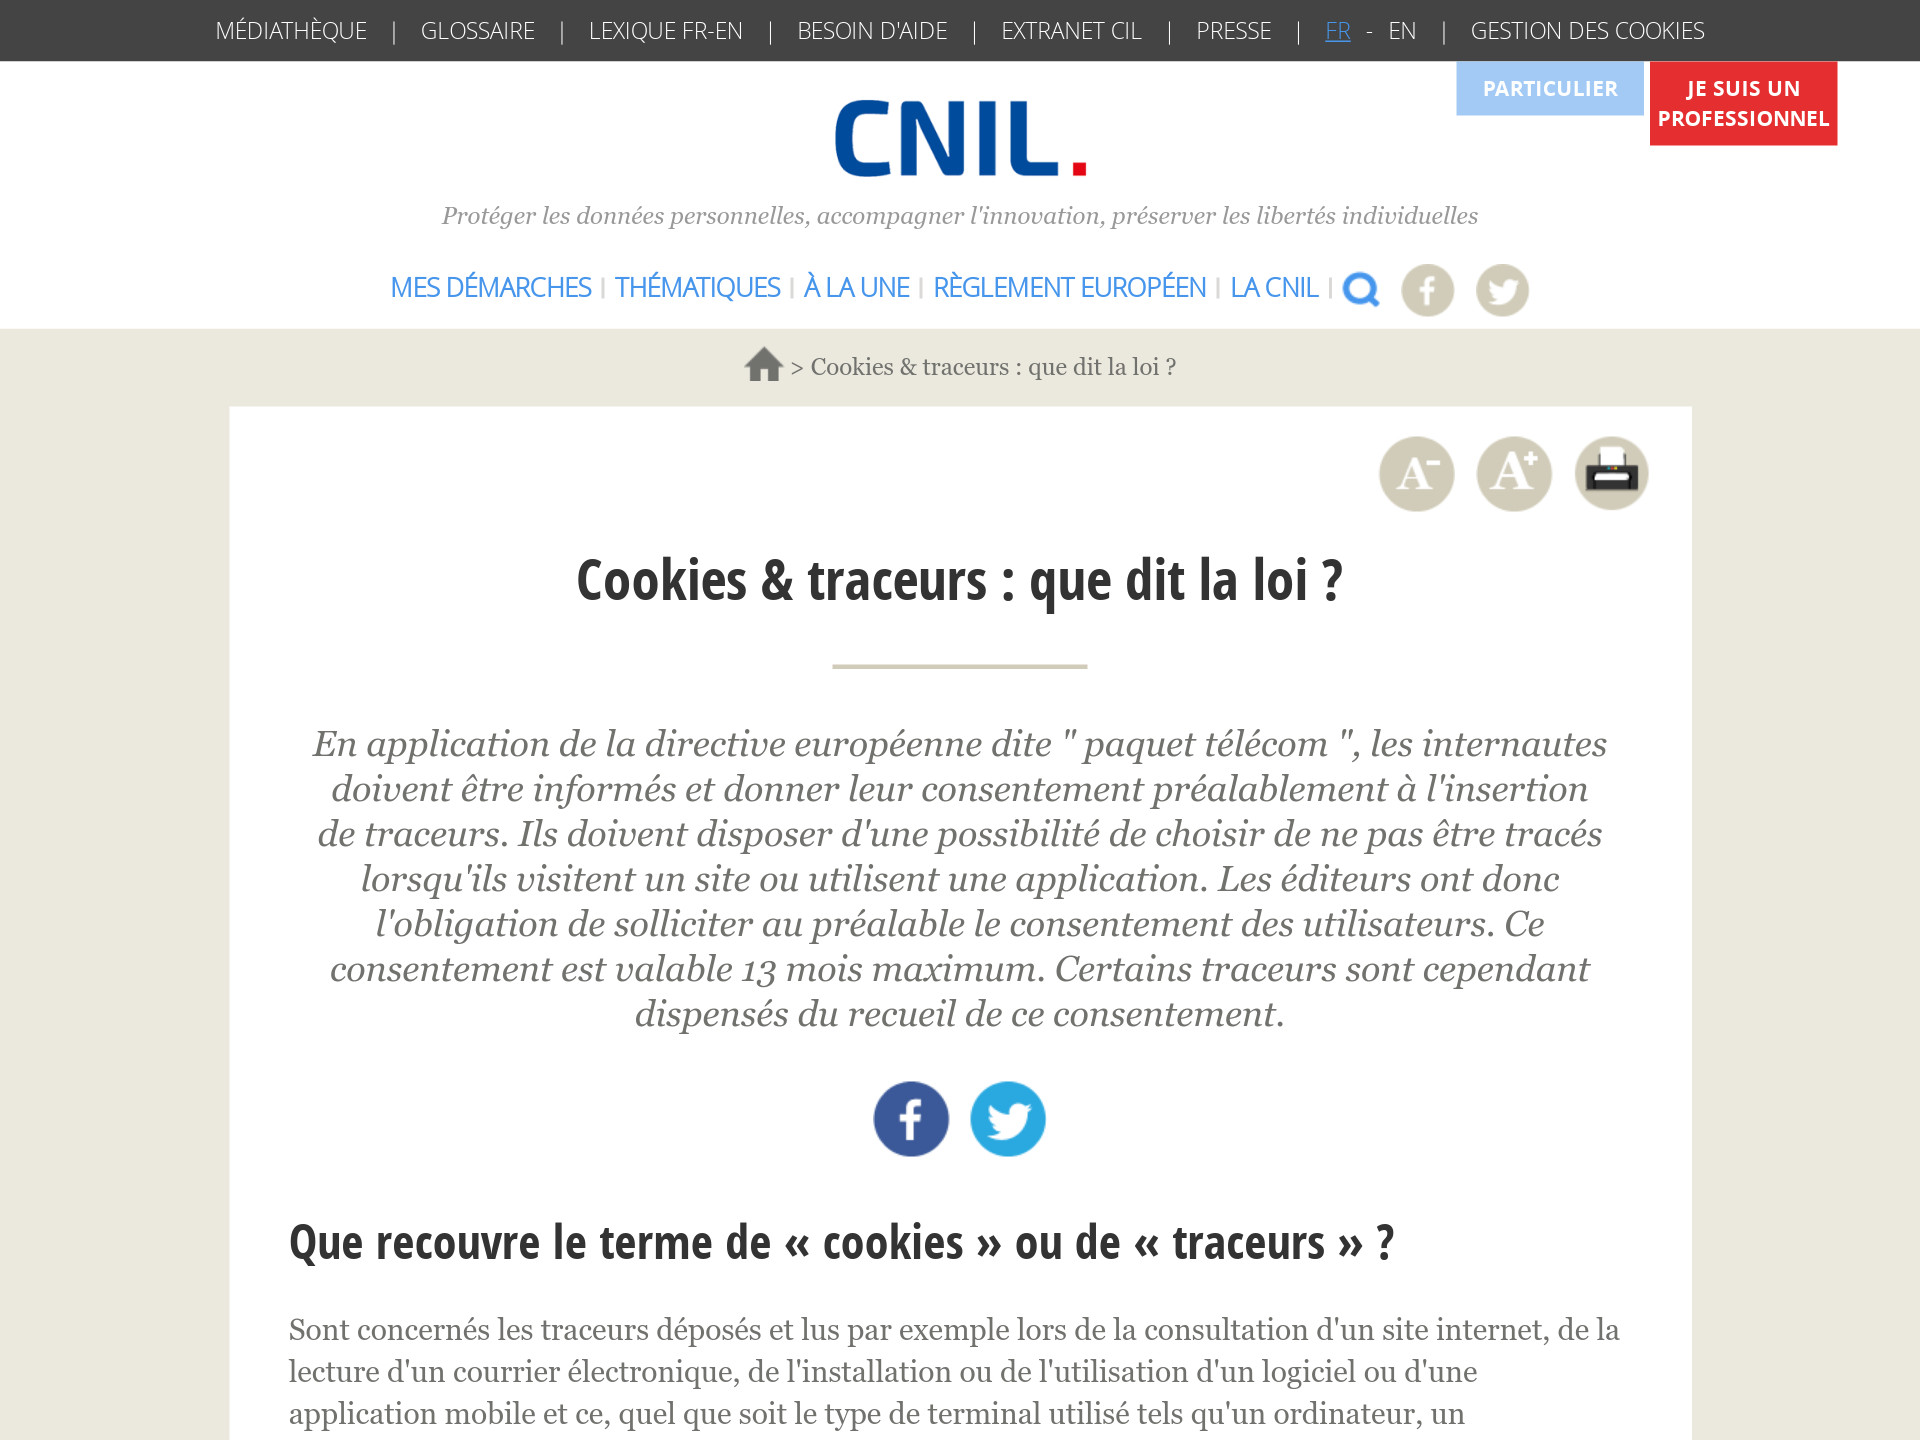 MÉDIATHÈQUE | GLOSSAIRE | LEXIQUE FR-EN | BESOIN D'AIDE | EXTRANET CIL | PRESSE | FR - EN | GESTION DES COOKIES
PARTICULIER
JE SUIS UN
PROFESSIONNEL
CNIL.
Protéger les données personnelles, accompagner l'innovation, préserver les libertés individuelles
MES DÉMARCHES | THÉMATIQUES | À LA UNE | RÈGLEMENT EUROPÉEN | LA CNIL |
> Cookies & traceurs : que dit la loi ?
A- A+
Cookies & traceurs : que dit la loi ?
En application de la directive européenne dite " paquet télécom ", les internautes
doivent être informés et donner leur consentement préalablement à l'insertion
de traceurs. Ils doivent disposer d'une possibilité de choisir de ne pas être tracés
lorsqu'ils visitent un site ou utilisent une application. Les éditeurs ont donc
l'obligation de solliciter au préalable le consentement des utilisateurs. Ce
consentement est valable 13 mois maximum. Certains traceurs sont cependant
dispensés du recueil de ce consentement.
Que recouvre le terme de « cookies » ou de « traceurs » ?
Sont concernés les traceurs déposés et lus par exemple lors de la consultation d'un site internet, de la
lecture d'un courrier électronique, de l'installation ou de l'utilisation d'un logiciel ou d'une
application mobile et ce, quel que soit le type de terminal utilisé tels qu'un ordinateur, un